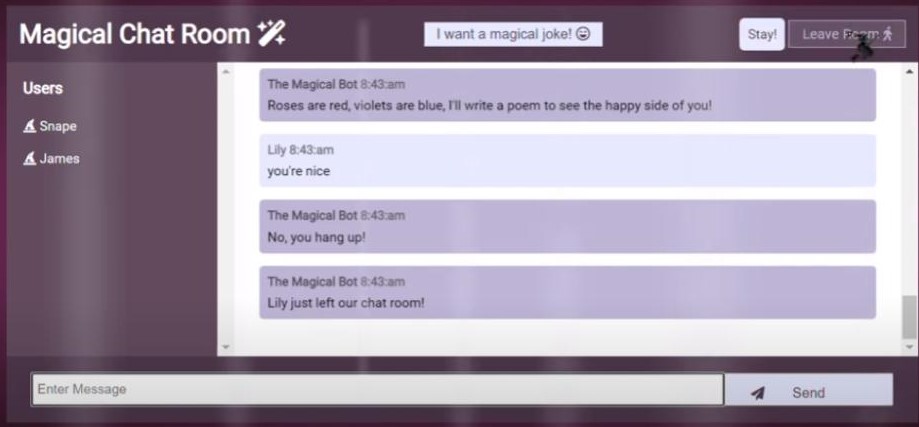 Magical Chat Room
I want a magical joke!
Stay!
Leave Room
Users
Snape
James
The Magical Bot 8:43:am
Roses are red, violets are blue, I'll write a poem to see the happy side of you!
Lily 8:43:am
you're nice
The Magical Bot 8:43:am
No, you hang up!
The Magical Bot 8:43:am
Lily just left our chat room!
Enter Message
Send